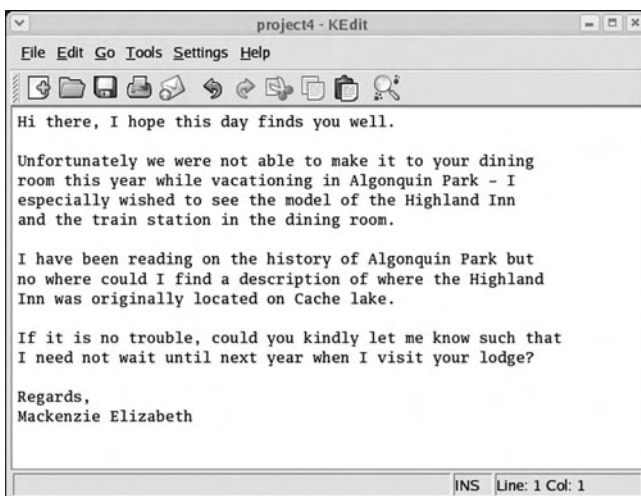 project4 - KEdit
File Edit Go Tools Settings Help
Hi there, I hope this day finds you well.
Unfortunately we were not able to make it to your dining
room this year while vacationing in Algonquin Park - I
especially wished to see the model of the Highland Inn
and the train station in the dining room.
I have been reading on the history of Algonquin Park but
no where could I find a description of where the Highland
Inn was originally located on Cache lake.
If it is no trouble, could you kindly let me know such that
I need not wait until next year when I visit your lodge?
Regards,
Mackenzie Elizabeth
INS Line: 1 Col: 1